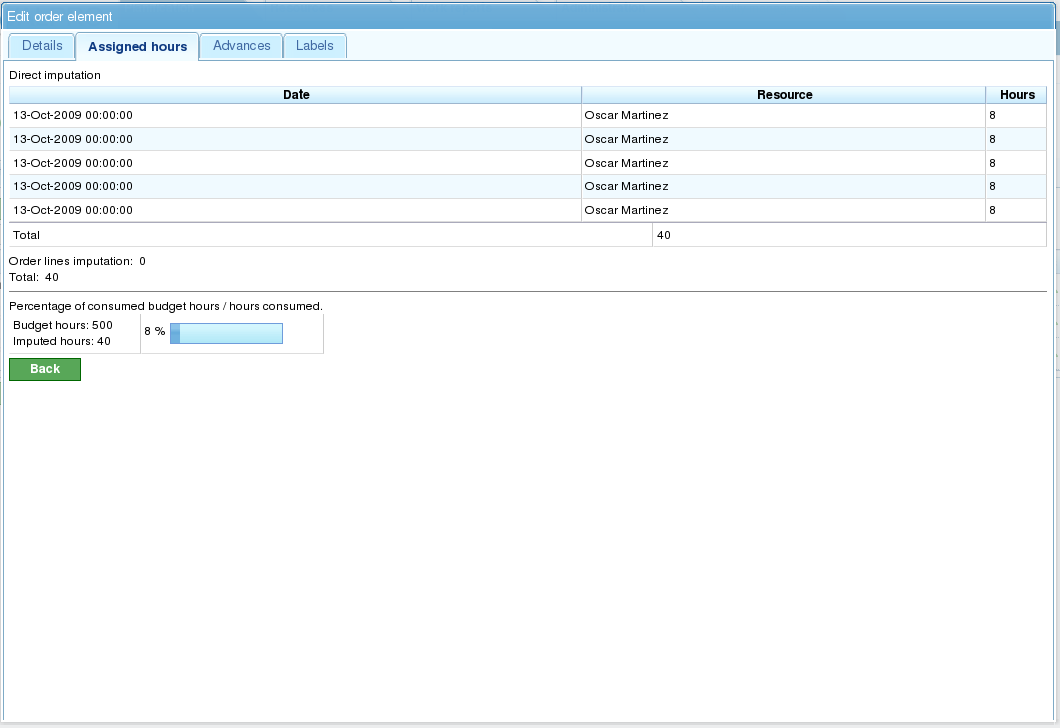 Edit order element
Details Assigned hours Advances Labels
Direct imputation
Date Resource Hours
13-Oct-2009 00:00:00 Oscar Martinez 8
13-Oct-2009 00:00:00 Oscar Martinez 8
13-Oct-2009 00:00:00 Oscar Martinez 8
13-Oct-2009 00:00:00 Oscar Martinez 8
13-Oct-2009 00:00:00 Oscar Martinez 8
Total 40
Order lines imputation: 0
Total: 40
Percentage of consumed budget hours / hours consumed.
Budget hours: 500
8 %
Imputed hours: 40
Back